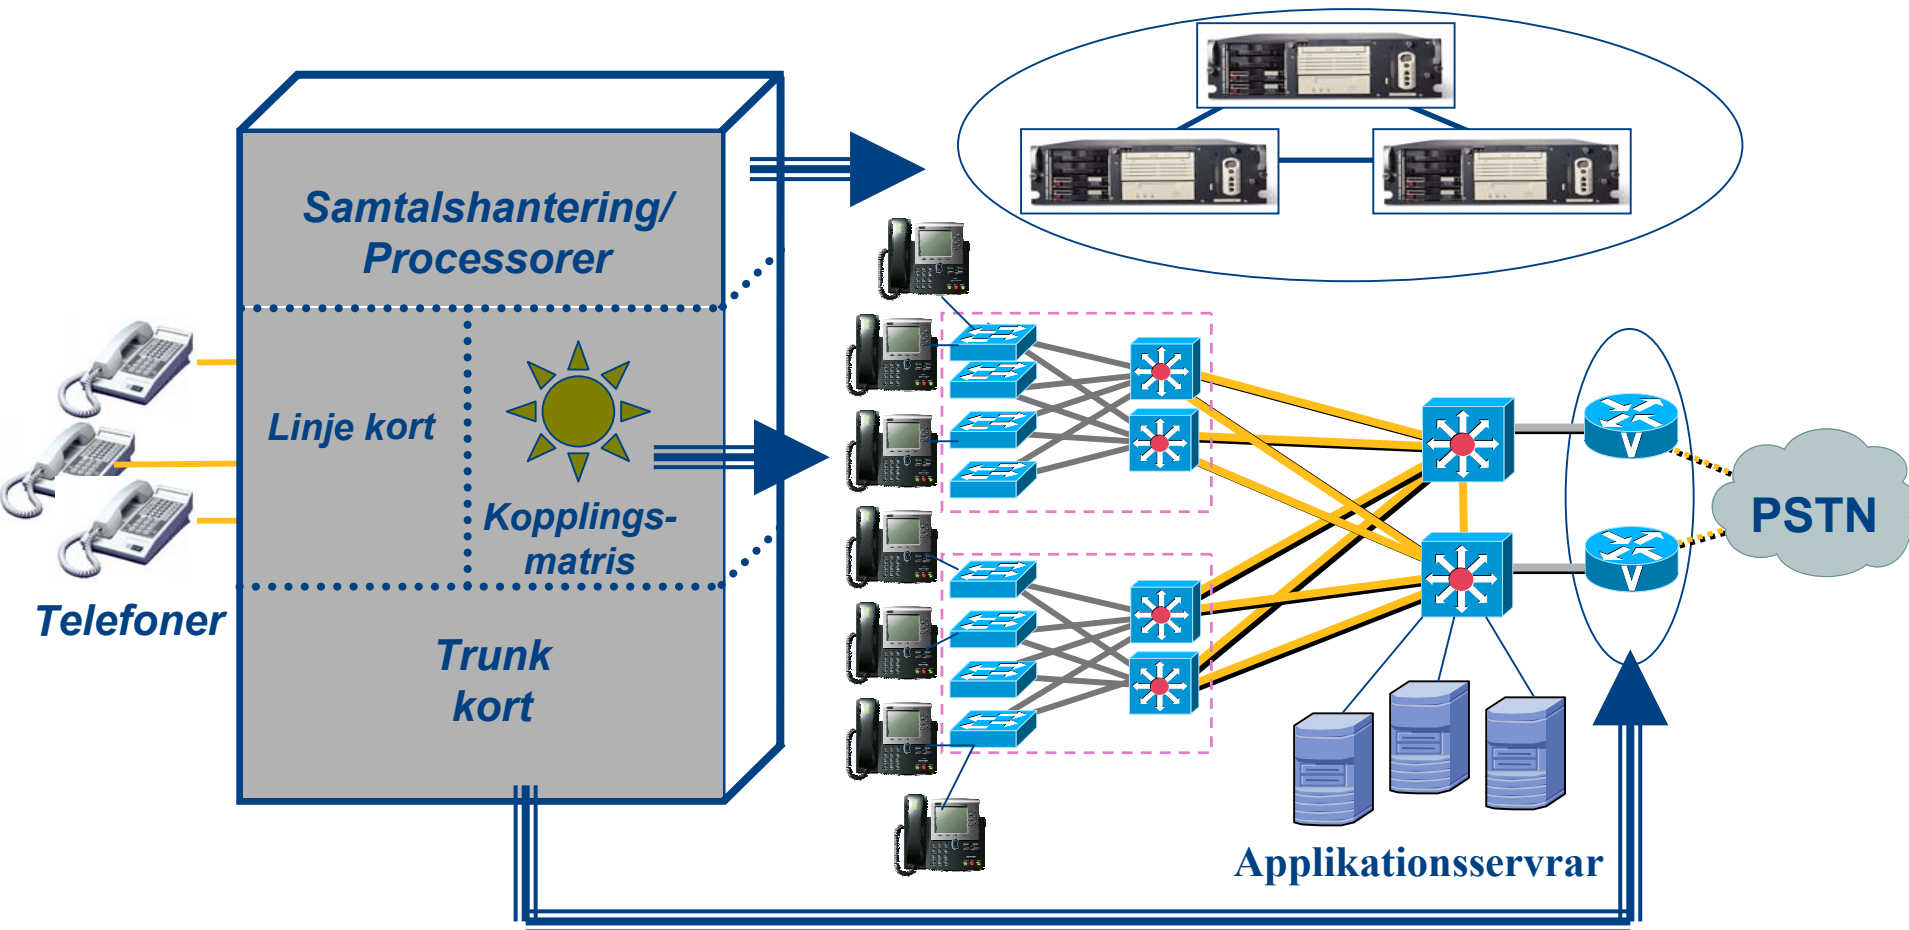 Samtalshantering/
Processorer
Linje kort
Kopplings-
matris
Telefoner
Trunk
kort
V
V
PSTN
Applikationsservrar